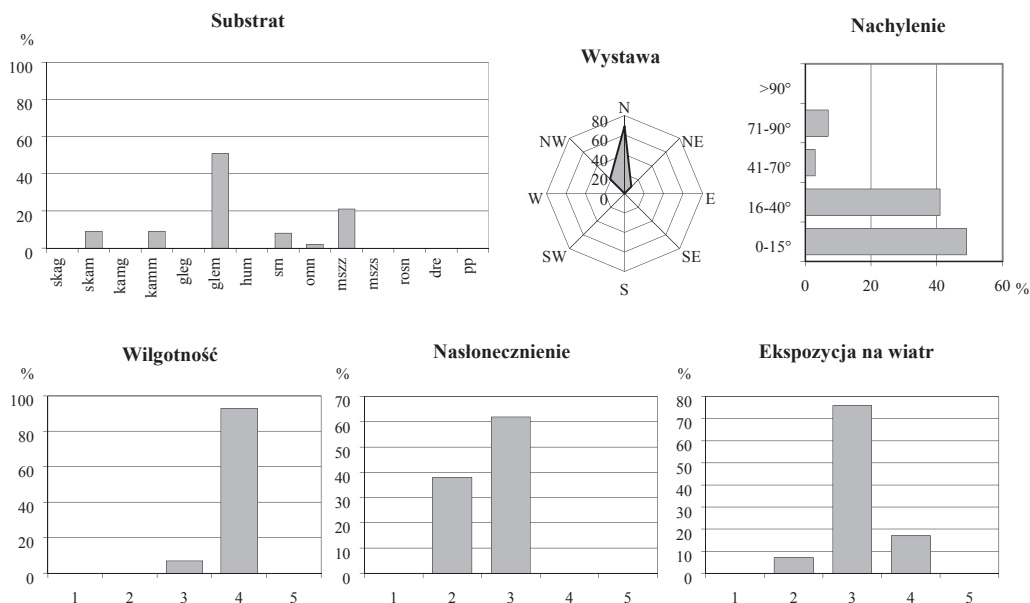 Substrat
%
100
80
60
40
20
0
skag
skam
kamg
kamm
gleg
glem
hum
srn
omn
mszz
mszs
rosn
dre
pp
Wystawa
N
NE
E
SE
S
SW
W
NW
80
60
40
20
0
Nachylenie
>90°
71-90°
41-70°
16-40°
0-15°
0 20 40 60 %
Wilgotność
%
100
80
60
40
20
0
1 2 3 4 5
Nasłonecznienie
%
70
60
50
40
30
20
10
0
1 2 3 4 5
Ekspozycja na wiatr
%
80
70
60
50
40
30
20
10
0
1 2 3 4 5